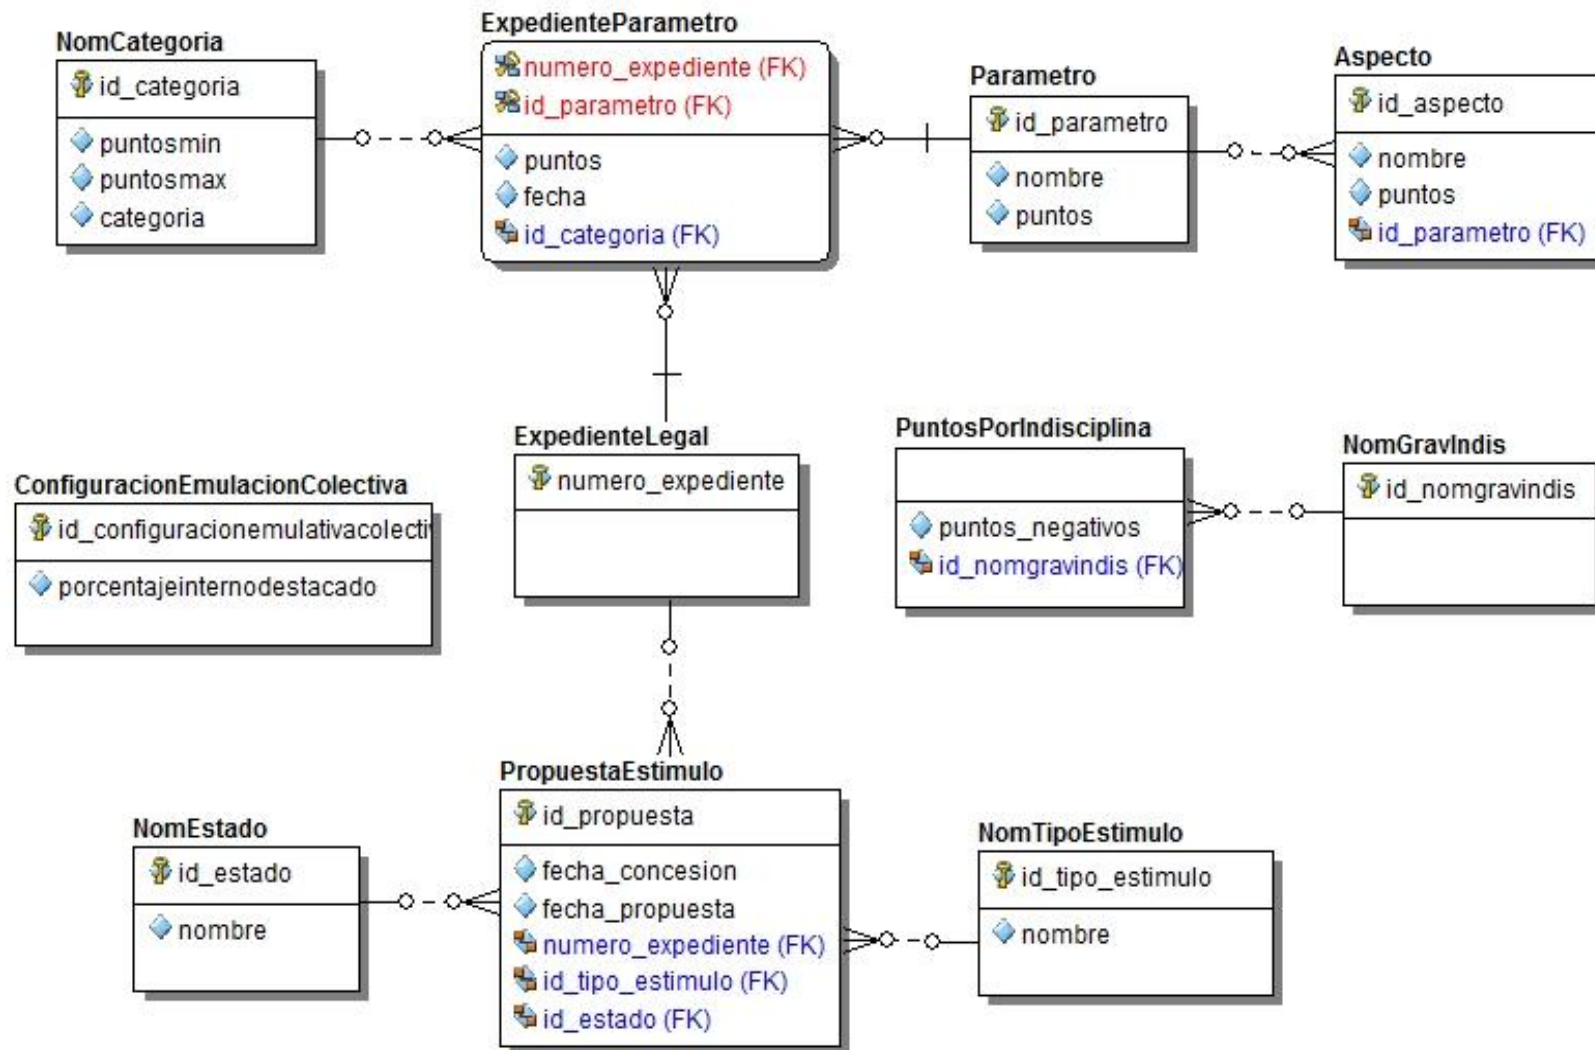 NomCategoria
id_categoria
puntosmin
puntosmax
categoria
ExpedienteParametro
numero_expediente (FK)
id_parametro (FK)
puntos
fecha
id_categoria (FK)
Parametro
id_parametro
nombre
puntos
Aspecto
id_aspecto
nombre
puntos
id_parametro (FK)
ConfiguracionEmulacionColectiva
id_configuracionemulativacolectiv
porcentajeinternodestacado
ExpedienteLegal
numero_expediente
PuntosPorIndisciplina
puntos_negativos
id_nomgravindis (FK)
NomGravIndis
id_nomgravindis
NomEstado
id_estado
nombre
PropuestaEstimulo
id_propuesta
fecha_concesion
fecha_propuesta
numero_expediente (FK)
id_tipo_estimulo (FK)
id_estado (FK)
NomTipoEstimulo
id_tipo_estimulo
nombre